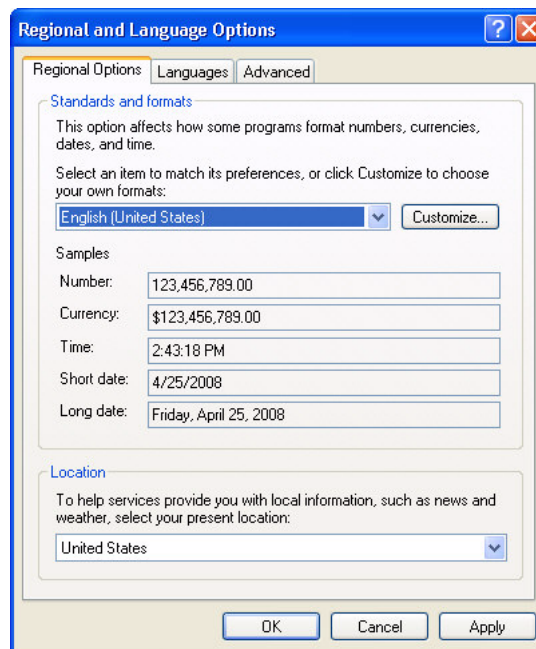 Regional and Language Options
Regional Options Languages Advanced
Standards and formats
This option affects how some programs format numbers, currencies,
dates, and time.
Select an item to match its preferences, or click Customize to choose
your own formats:
English (United States) Customize...
Samples
Number: 123,456,789.00
Currency: $123,456,789.00
Time: 2:43:18 PM
Short date: 4/25/2008
Long date: Friday, April 25, 2008
Location
To help services provide you with local information, such as news and
weather, select your present location:
United States
OK Cancel Apply